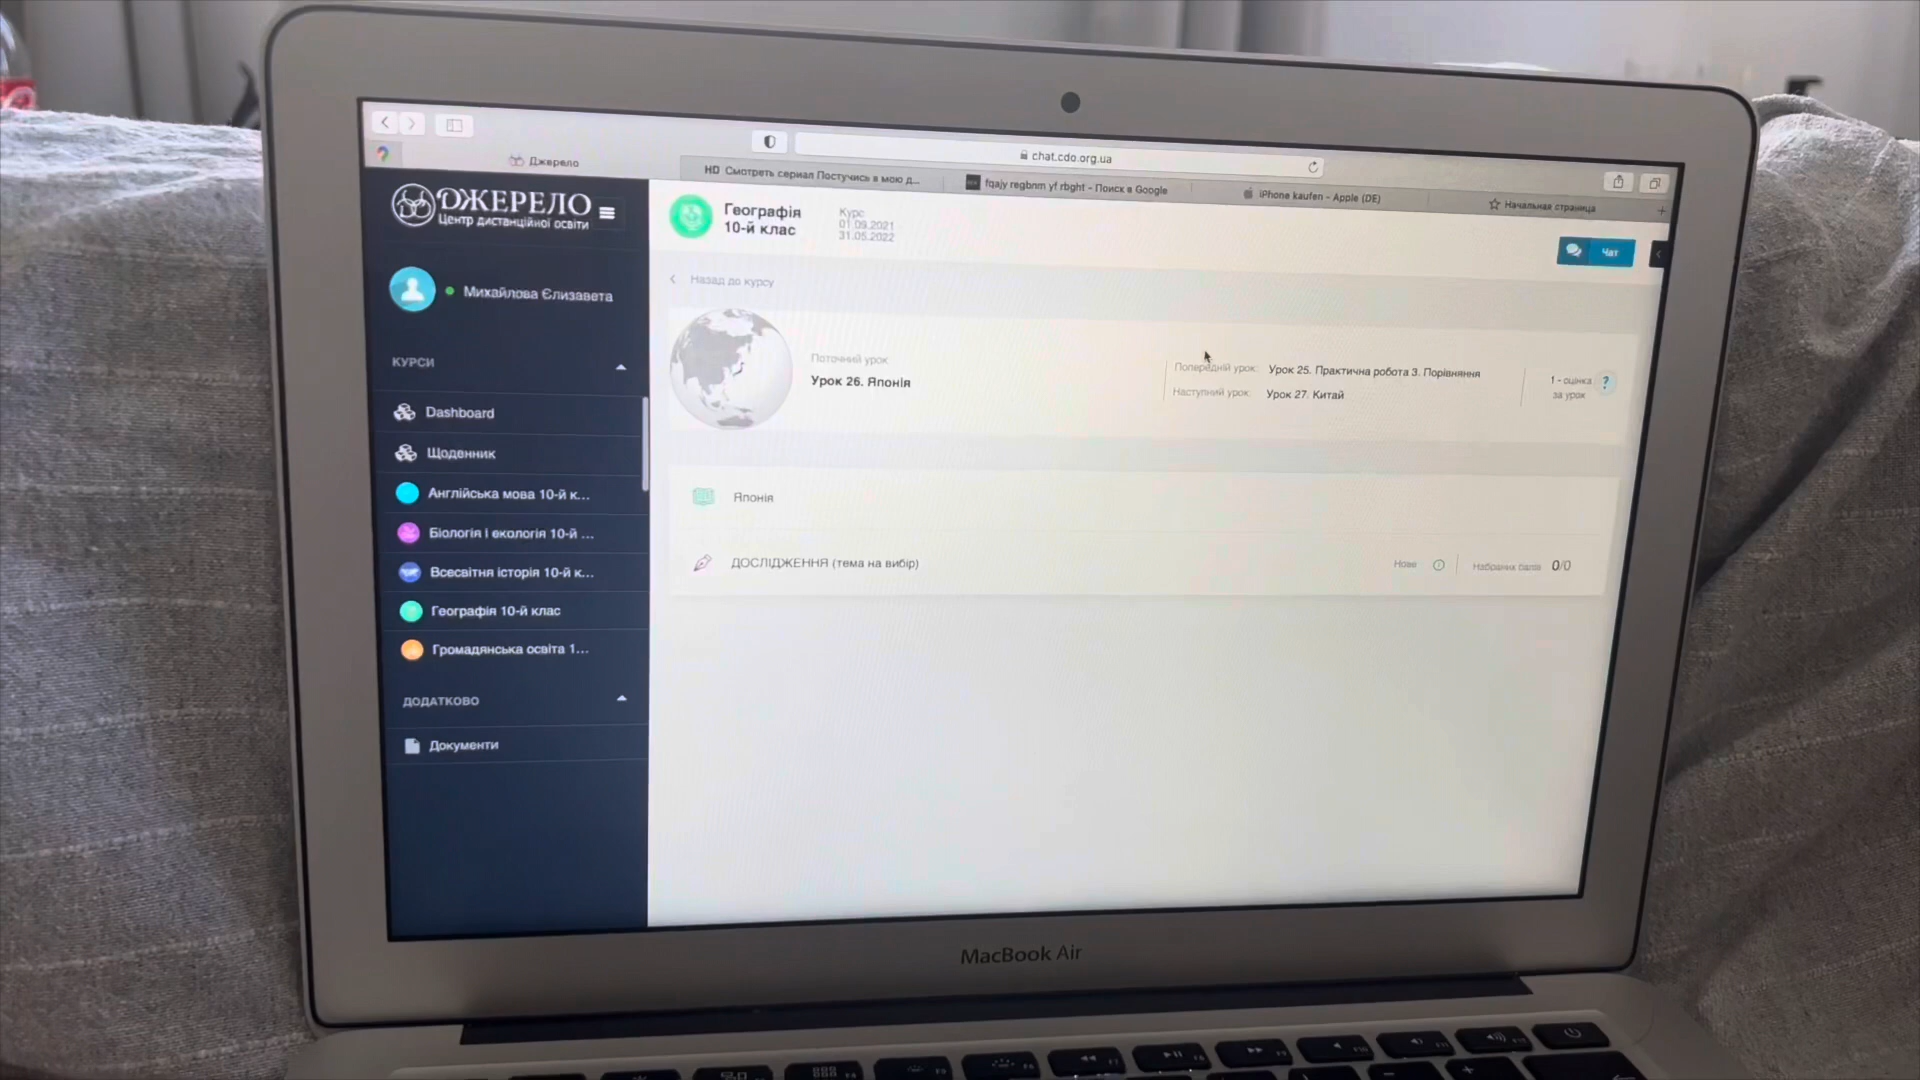 chat.cdo.org.ua
Джерело
HD Смотреть сериал Постучись в мою д...
fqajy regbnm yf rbght - Поиск в Google
iPhone kaufen - Apple (DE)
Начальная страница
ДЖЕРЕЛО
Центр дистанційної освіти
Михайлова Єлизавета
КУРСИ
Dashboard
Щоденник
Англійська мова 10-й к...
Біологія і екологія 10-й ...
Всесвітня історія 10-й к...
Географія 10-й клас
Громадянська освіта 1...
ДОДАТКОВО
Документи
Географія
10-й клас
Курс
01.09.2021
31.05.2022
Чат
Назад до курсу
Поточний урок
Урок 26. Японія
Попередній урок: Урок 25. Практична робота 3. Порівняння
Наступний урок: Урок 27. Китай
1 - оцінка
за урок
?
Японія
ДОСЛІДЖЕННЯ (тема на вибір)
Нове
Набраних балів 0/0
MacBook Air